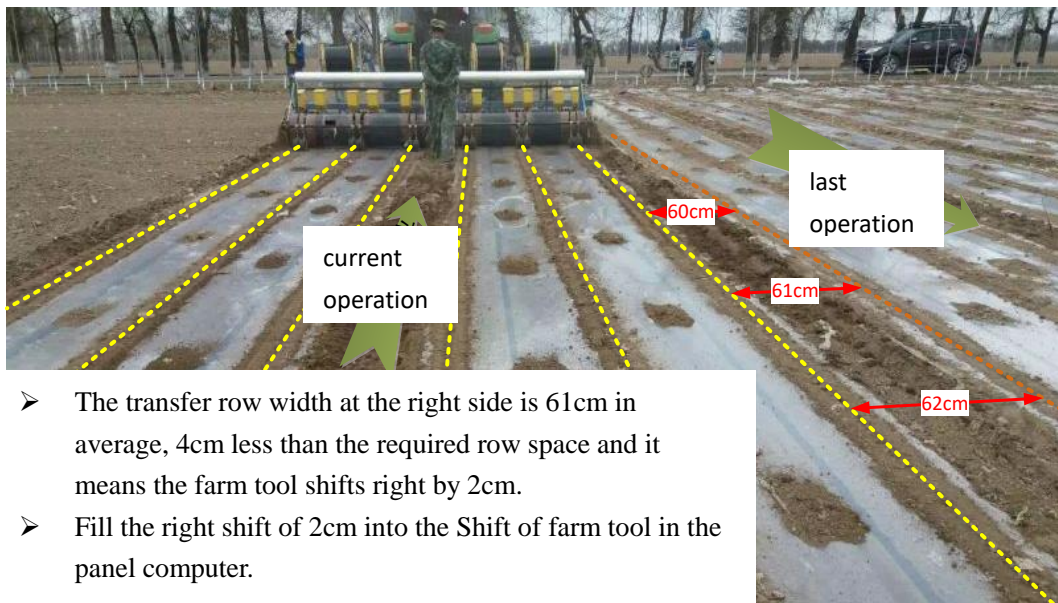 last
operation
60cm
current
operation
61cm
62cm
➢ The transfer row width at the right side is 61cm in
average, 4cm less than the required row space and it
means the farm tool shifts right by 2cm.
➢ Fill the right shift of 2cm into the Shift of farm tool in the
panel computer.